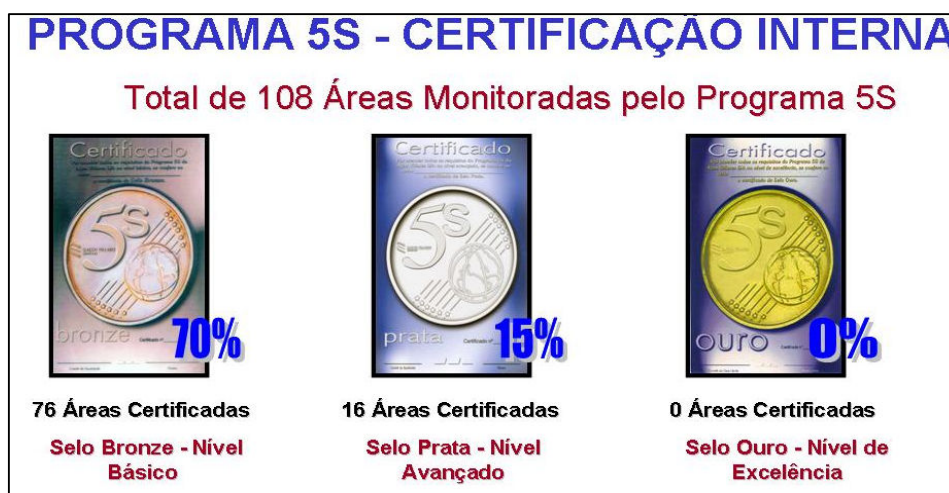 PROGRAMA 5S - CERTIFICAÇÃO INTERNA
Total de 108 Áreas Monitoradas pelo Programa 5S
Certificado
5S
bronze
70%
76 Áreas Certificadas
Selo Bronze - Nível
Básico
Certificado
5S
prata
Certificado nº
15%
16 Áreas Certificadas
Selo Prata - Nível
Avançado
Certificado
5S
ouro
0%
0 Áreas Certificadas
Selo Ouro - Nível de
Excelência